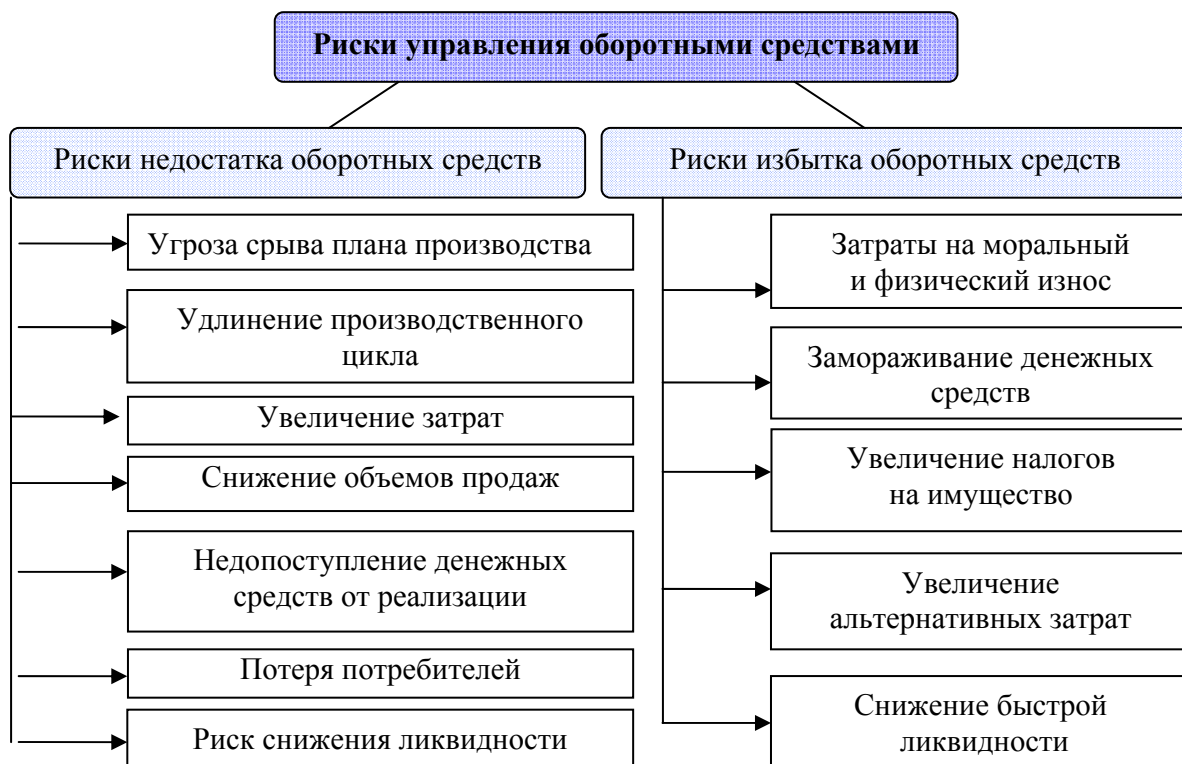 Риски управления оборотными средствами
Риски недостатка оборотных средств
Угроза срыва плана производства
Удлинение производственного
цикла
Увеличение затрат
Снижение объемов продаж
Недопоступление денежных
средств от реализации
Потеря потребителей
Риск снижения ликвидности
Риски избытка оборотных средств
Затраты на моральный
и физический износ
Замораживание денежных
средств
Увеличение налогов
на имущество
Увеличение
альтернативных затрат
Снижение быстрой
ликвидности